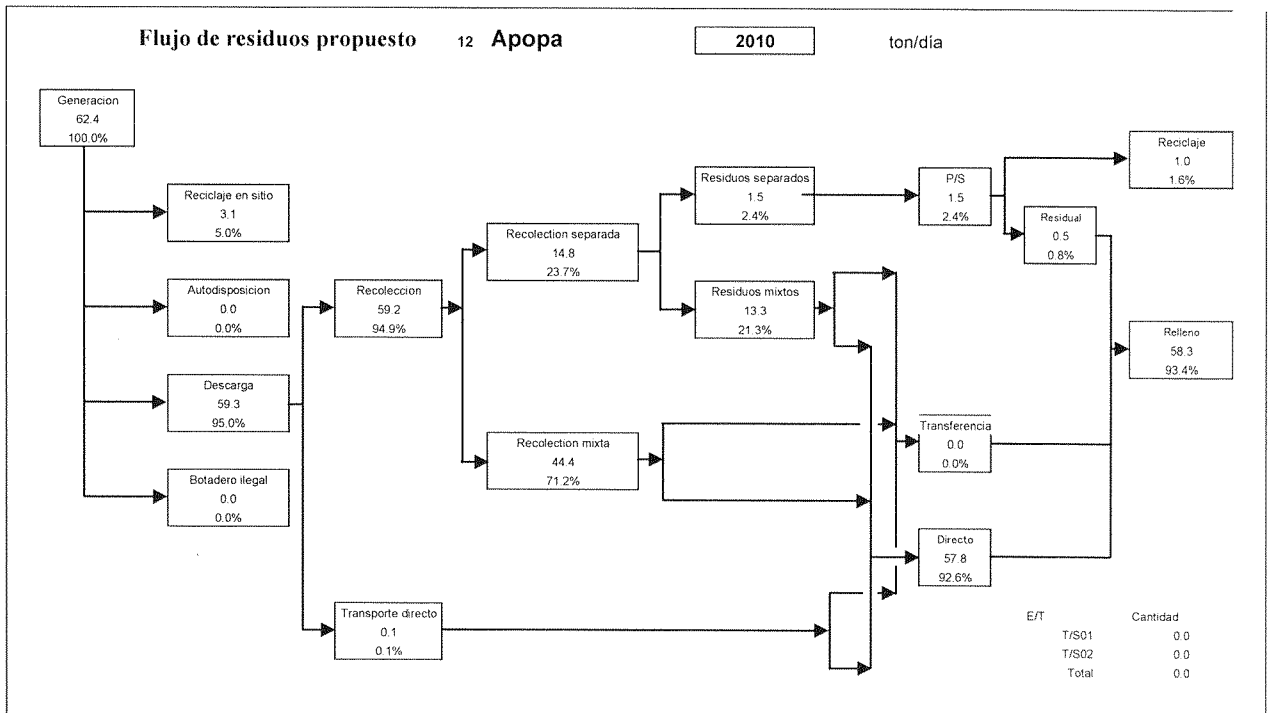 Flujo de residuos propuesto 12 Apopa 2010 ton/día
Generacion
62.4
100.0%
Reciclaje en sitio
3.1
5.0%
Autodisposicion
0.0
0.0%
Descarga
59.3
95.0%
Botadero ilegal
0.0
0.0%
Recoleccion
59.2
94.9%
Transporte directo
0.1
0.1%
Recolection separada
14.8
23.7%
Recolection mixta
44.4
71.2%
Residuos separados
1.5
2.4%
Residuos mixtos
13.3
21.3%
P/S
1.5
2.4%
Transferencia
0.0
0.0%
Directo
57.8
92.6%
Residual
0.5
0.8%
Reciclaje
1.0
1.6%
Relleno
58.3
93.4%
E/T Cantidad
T/S01 0.0
T/S02 0.0
Total 0.0